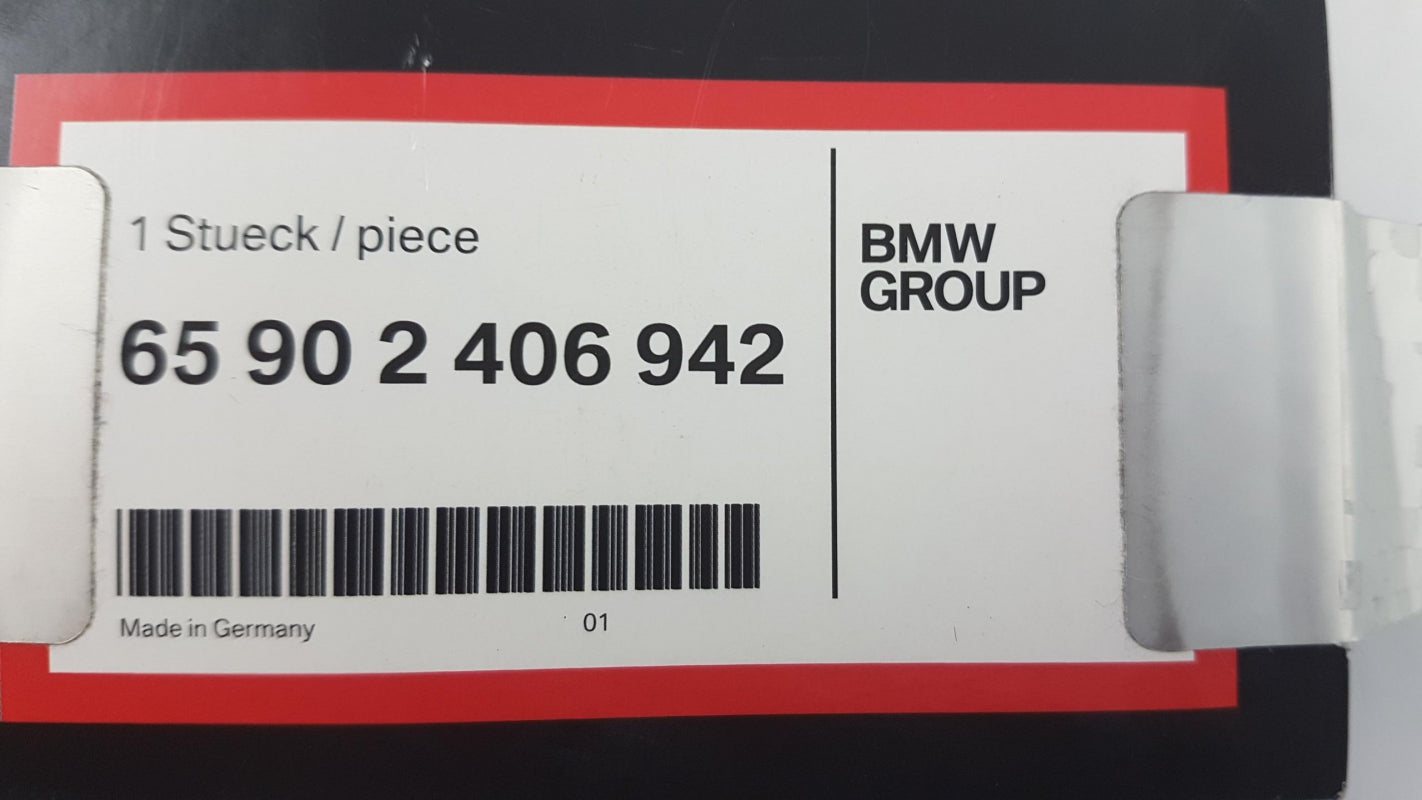 1 Stueck / piece
65 90 2 406 942
Made in Germany
01
BMW
GROUP